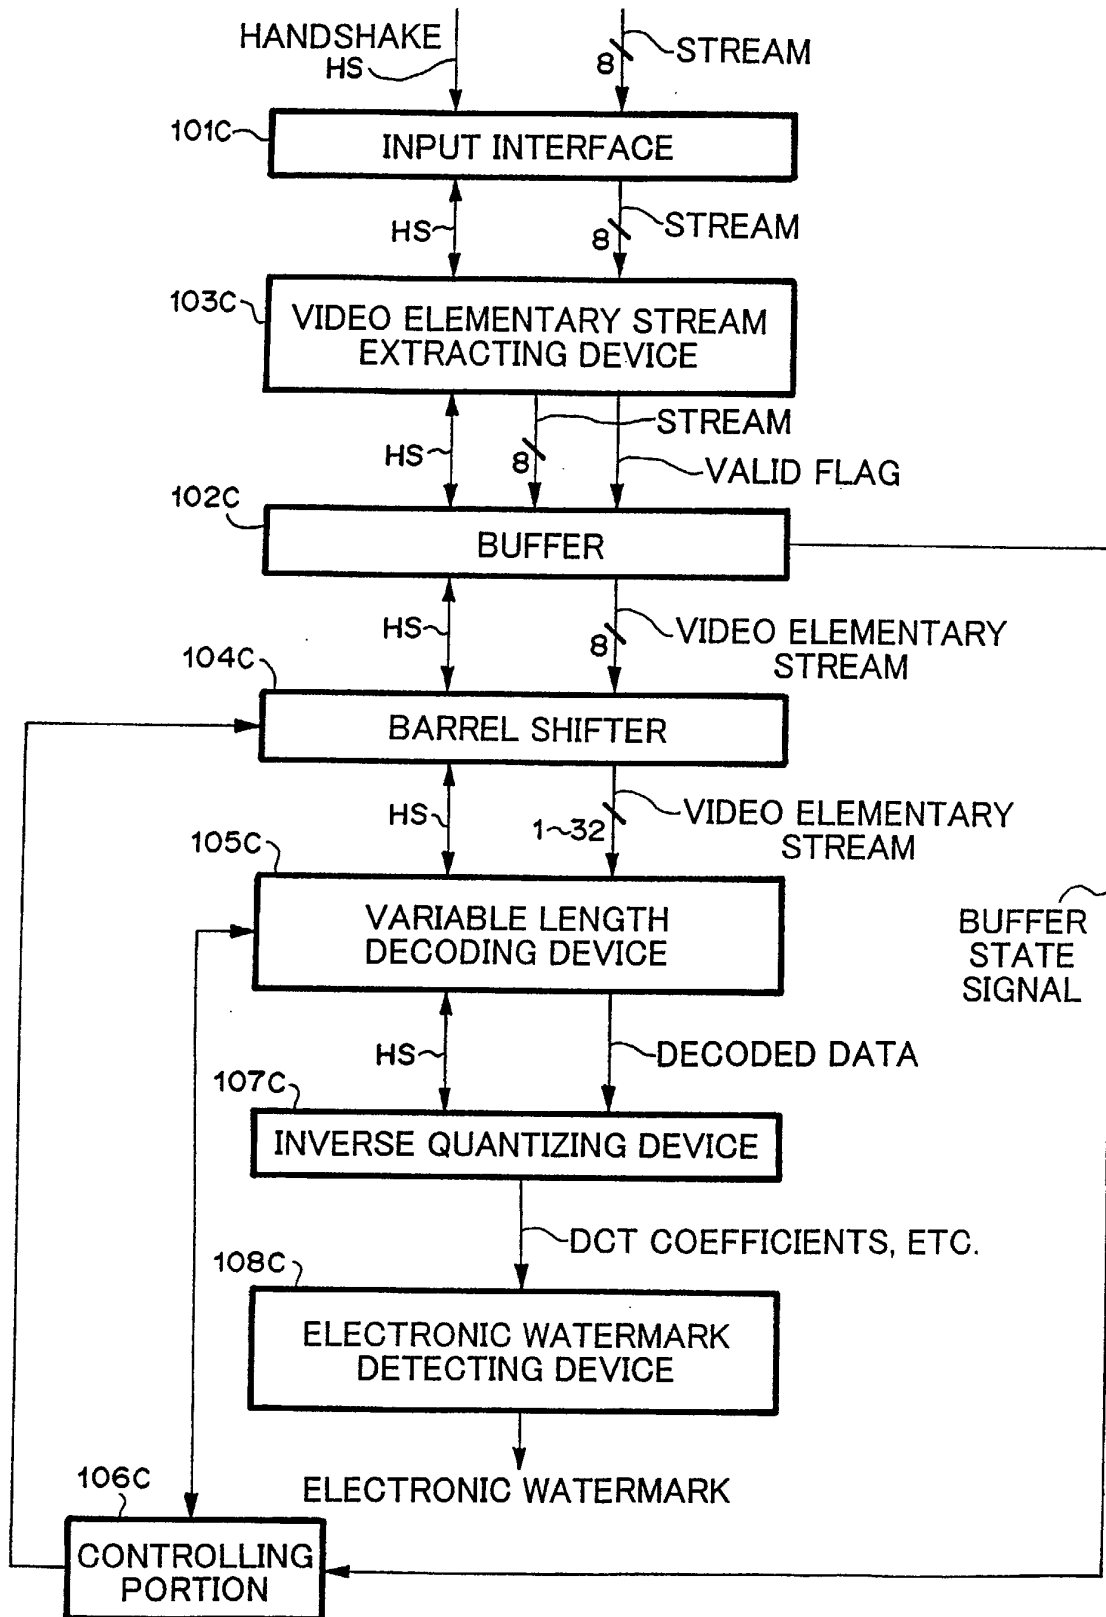 HANDSHAKE
HS
8
STREAM
101C
INPUT INTERFACE
HS
8
STREAM
103C
VIDEO ELEMENTARY STREAM
EXTRACTING DEVICE
HS
8
STREAM
VALID FLAG
102C
BUFFER
HS
8
VIDEO ELEMENTARY
STREAM
104C
BARREL SHIFTER
HS
1~32
VIDEO ELEMENTARY
STREAM
105C
VARIABLE LENGTH
DECODING DEVICE
BUFFER
STATE
SIGNAL
HS
DECODED DATA
107C
INVERSE QUANTIZING DEVICE
DCT COEFFICIENTS, ETC.
108C
ELECTRONIC WATERMARK
DETECTING DEVICE
ELECTRONIC WATERMARK
106C
CONTROLLING
PORTION